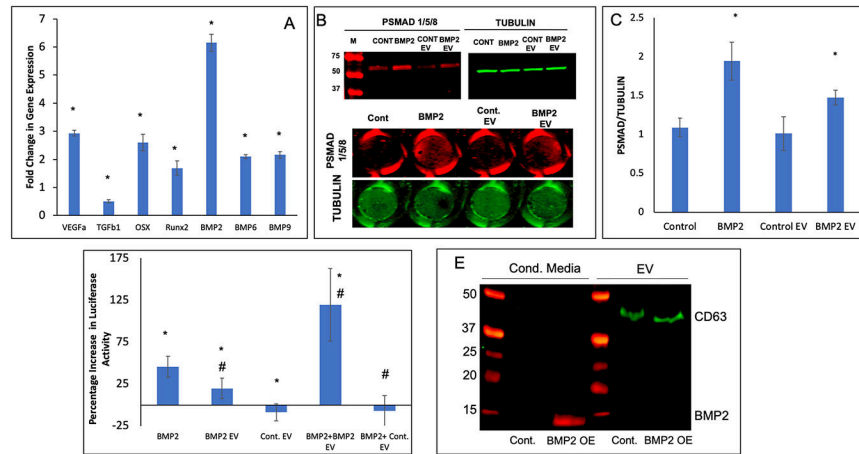 A
Fold Change in Gene Expression
7
6
5
4
3
2
1
0
* * * * * * *
VEGFa TGFb1 OSX Runx2 BMP2 BMP6 BMP9
B
PSMAD 1/5/8 TUBULIN
M CONT BMP2 CONT EV BMP2 EV CONT BMP2 CONT EV BMP2 EV
75
50
37
Cont BMP2 Cont. EV BMP2 EV
PSMAD 1/5/8
TUBULIN
C
PSMAD/TUBULIN
2.5
2
1.5
1
0.5
0
* *
Control BMP2 Control EV BMP2 EV
Percentage Increase in Luciferase Activity
175
125
75
25
-25
* * # * * # #
BMP2 BMP2 EV Cont. EV BMP2+BMP2 EV BMP2+ Cont. EV
E
Cond. Media EV
50
37
25
20
15
CD63
BMP2
Cont. BMP2 OE Cont. BMP2 OE